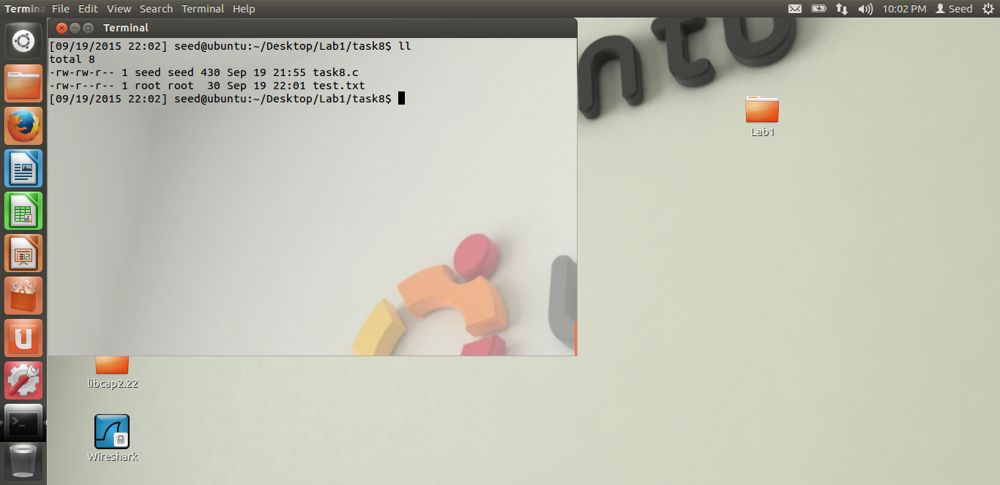 Termina File Edit View Search Terminal Help 10:02 PM Seed
Terminal
[09/19/2015 22:02] seed@ubuntu:~/Desktop/Lab1/task8$ ll
total 8
-rw-rw-r-- 1 seed seed 430 Sep 19 21:55 task8.c
-rw-r--r-- 1 root root  30 Sep 19 22:01 test.txt
[09/19/2015 22:02] seed@ubuntu:~/Desktop/Lab1/task8$
ntu
Lab1
libcap2.22
Wireshark